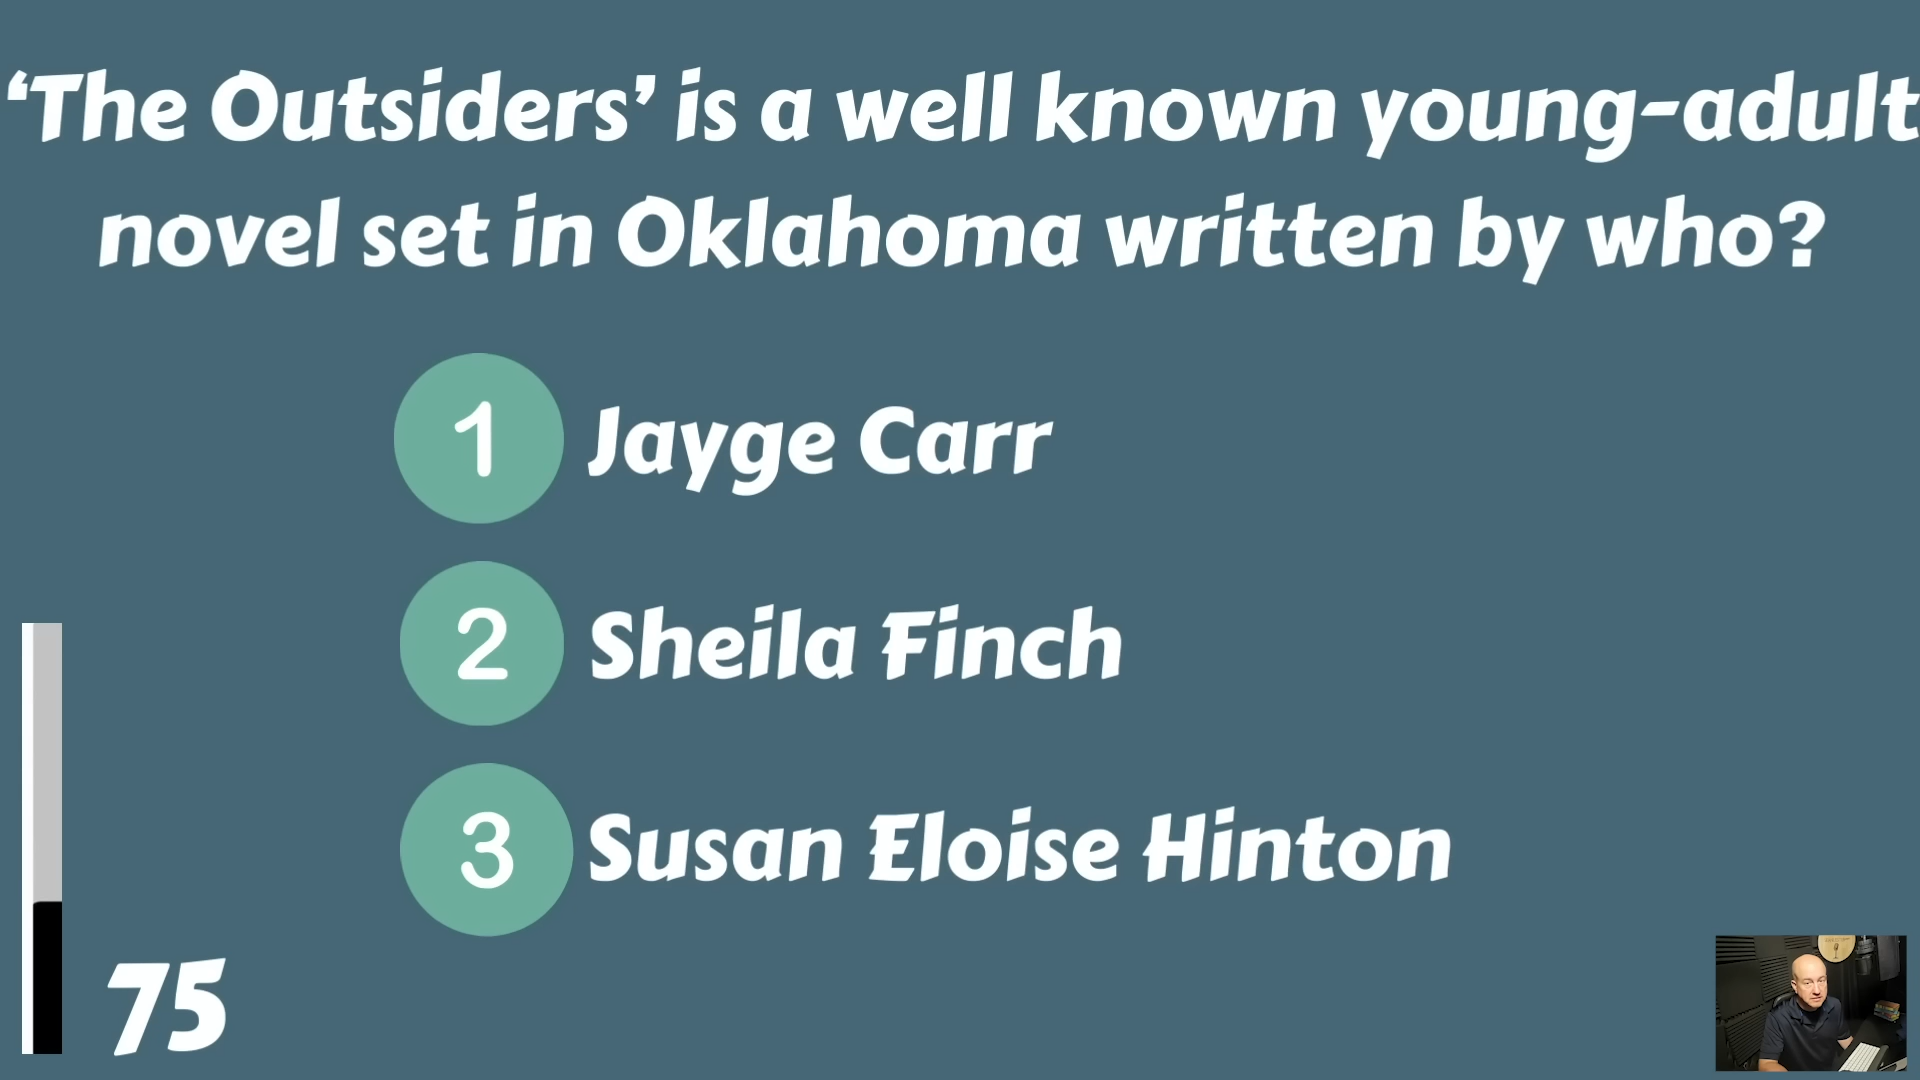 ‘The Outsiders’ is a well known young-adult
novel set in Oklahoma written by who?
1 Jayge Carr
2 Sheila Finch
3 Susan Eloise Hinton
75